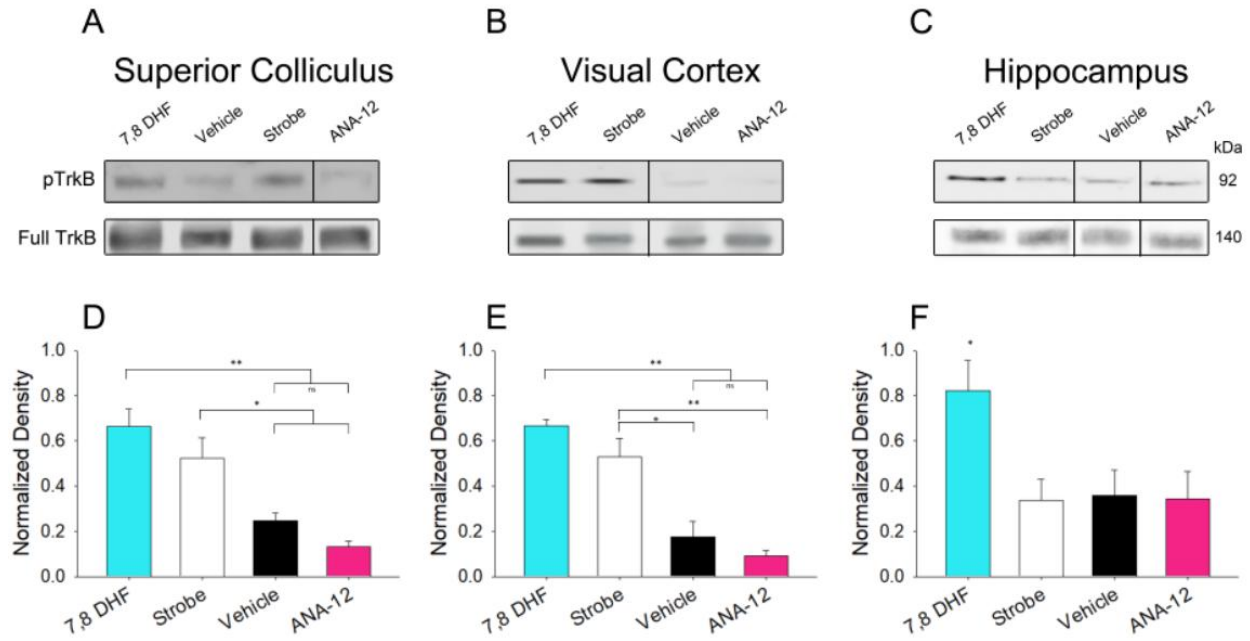 A
Superior Colliculus
7,8 DHF Vehicle Strobe ANA-12
pTrkB
Full TrkB
B
Visual Cortex
7,8 DHF Strobe Vehicle ANA-12
C
Hippocampus
7,8 DHF Strobe Vehicle ANA-12
kDa
92
140
D
Normalized Density
1.0
0.8
0.6
0.4
0.2
0.0
**
ns
*
7,8 DHF Strobe Vehicle ANA-12
E
Normalized Density
1.0
0.8
0.6
0.4
0.2
0.0
**
ns
**
*
7,8 DHF Strobe Vehicle ANA-12
F
Normalized Density
1.0
0.8
0.6
0.4
0.2
0.0
*
7,8 DHF Strobe Vehicle ANA-12